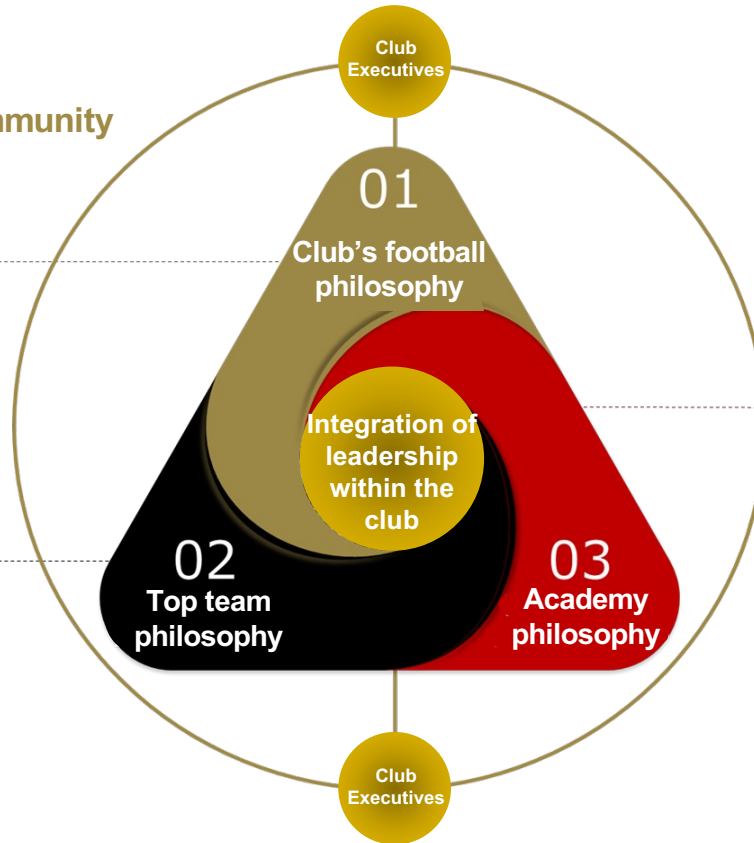 Club
Executives
mmunity
01
Club’s football
philosophy
Integration of
leadership
within the
club
02
Top team
philosophy
03
Academy
philosophy
Club
Executives